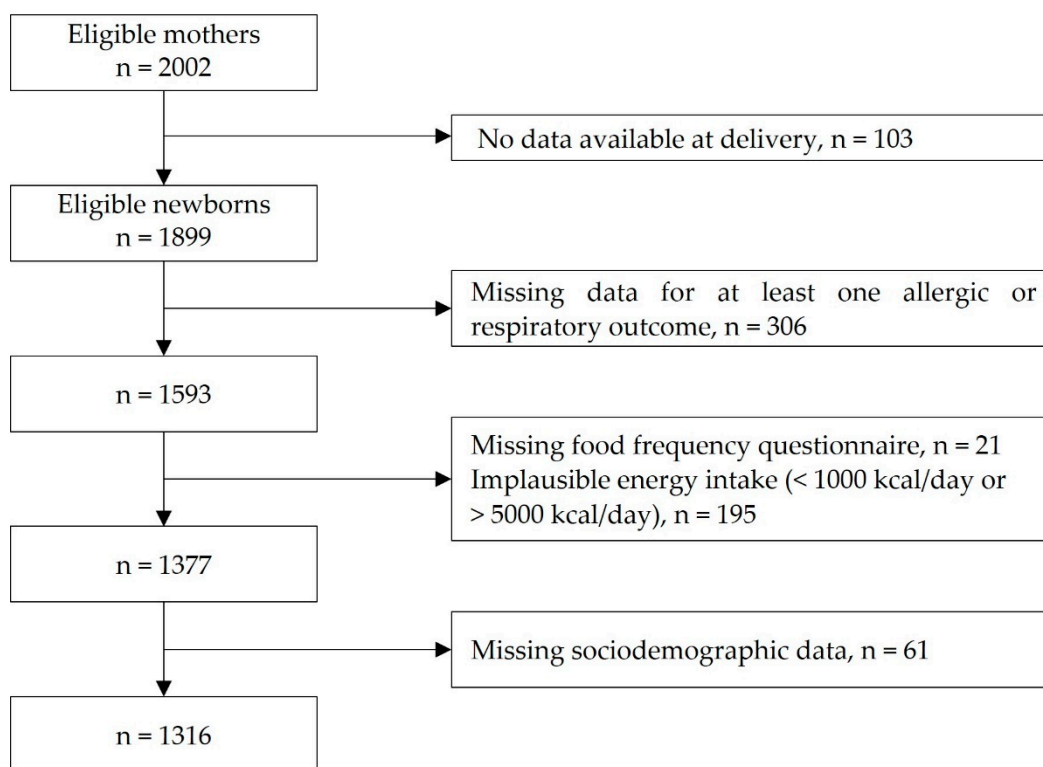 Eligible mothers
n = 2002
No data available at delivery, n = 103
Eligible newborns
n = 1899
Missing data for at least one allergic or
respiratory outcome, n = 306
n = 1593
Missing food frequency questionnaire, n = 21
Implausible energy intake (< 1000 kcal/day or
> 5000 kcal/day), n = 195
n = 1377
Missing sociodemographic data, n = 61
n = 1316